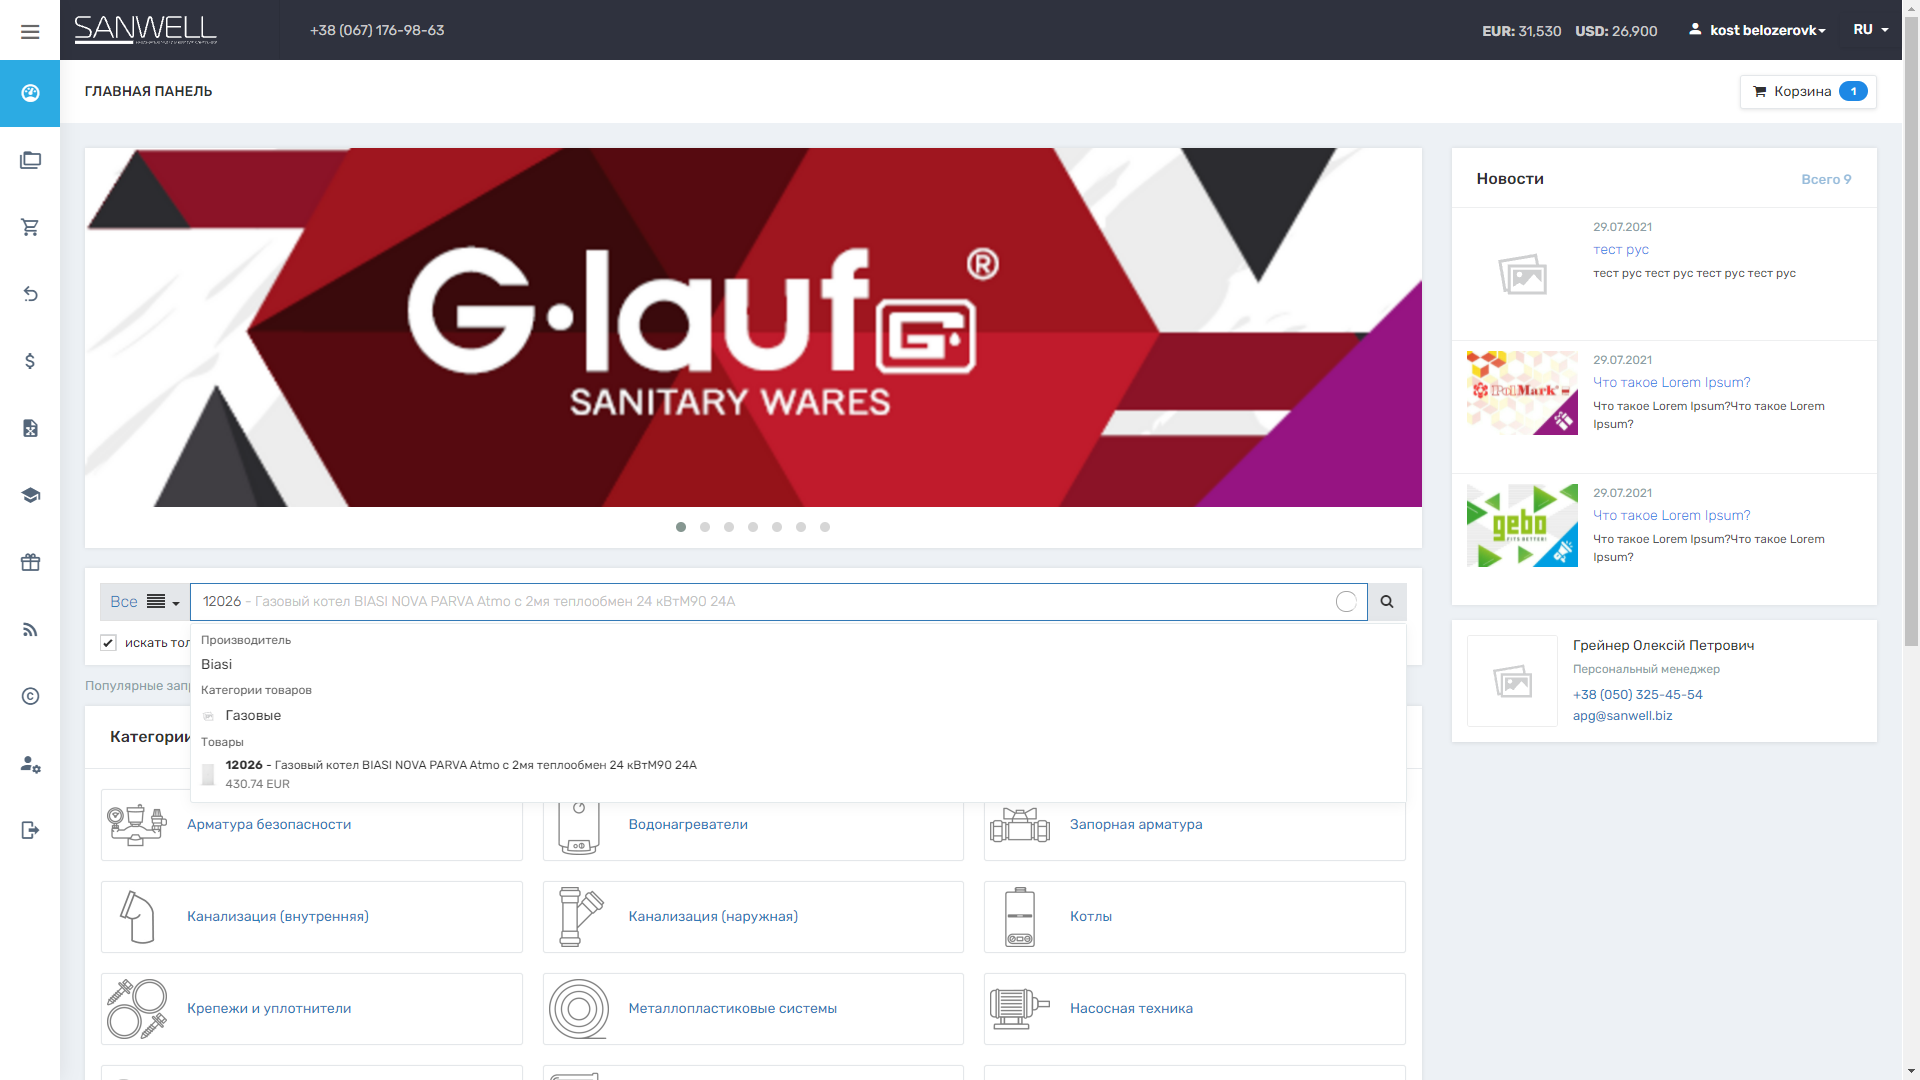 SANWELL
+38 (067) 176-98-63
EUR: 31,530 USD: 26,900
kost belozerovk
RU
ГЛАВНАЯ ПАНЕЛЬ
Корзина 1
G·lauf ®
SANITARY WARES
Новости
Всего 9
29.07.2021
тест рус
тест рус тест рус тест рус тест рус
PolMark
29.07.2021
Что такое Lorem Ipsum?
Что такое Lorem Ipsum?Что такое Lorem
Ipsum?
gebo
29.07.2021
Что такое Lorem Ipsum?
Что такое Lorem Ipsum?Что такое Lorem
Ipsum?
Грейнер Олексій Петрович
Персональный менеджер
+38 (050) 325-45-54
apg@sanwell.biz
Все
12026 - Газовый котел BIASI NOVA PARVA Atmo с 2мя теплообмен 24 кВтM90 24A
искать тол
Производитель
Biasi
Категории товаров
Газовые
Товары
12026 - Газовый котел BIASI NOVA PARVA Atmo с 2мя теплообмен 24 кВтM90 24A
430.74 EUR
Популярные зап
Категории
Арматура безопасности
Водонагреватели
Запорная арматура
Канализация (внутренняя)
Канализация (наружная)
Котлы
Крепежи и уплотнители
Металлопластиковые системы
Насосная техника